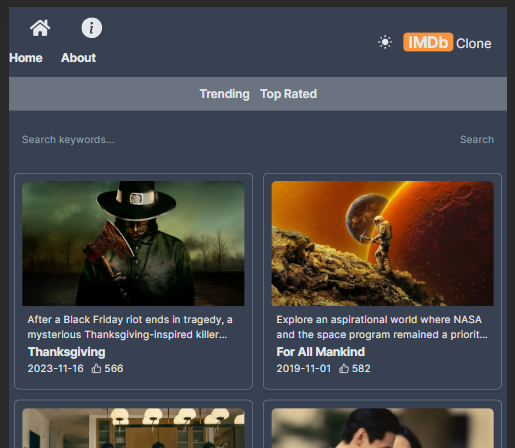 Home About
IMDb Clone
Trending Top Rated
Search keywords... Search
After a Black Friday riot ends in tragedy, a
mysterious Thanksgiving-inspired killer...
Thanksgiving
2023-11-16 566
Explore an aspirational world where NASA
and the space program remained a priorit...
For All Mankind
2019-11-01 582